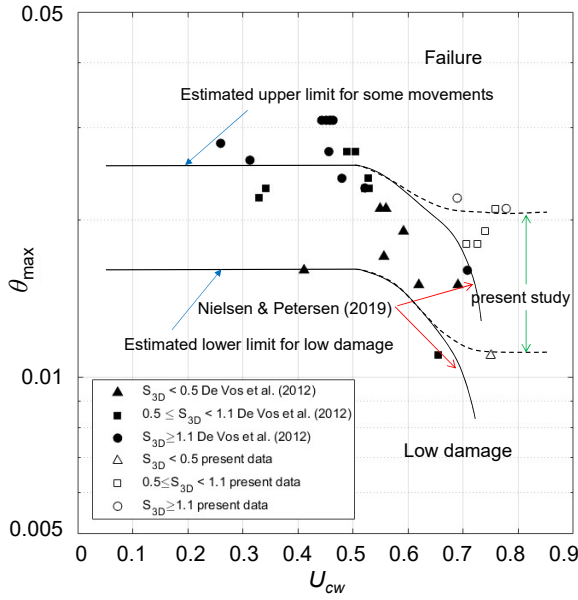 0.05
Failure
Estimated upper limit for some movements
θmax
present study
Nielsen & Petersen (2019)
Estimated lower limit for low damage
0.01
S3D < 0.5 De Vos et al. (2012)
0.5 ≤ S3D < 1.1 De Vos et al. (2012)
S3D≥1.1 De Vos et al. (2012)
S3D < 0.5 present data
0.5≤S3D < 1.1 present data
S3D≥1.1 present data
Low damage
0.005
0 0.1 0.2 0.3 0.4 0.5 0.6 0.7 0.8 0.9
Ucw